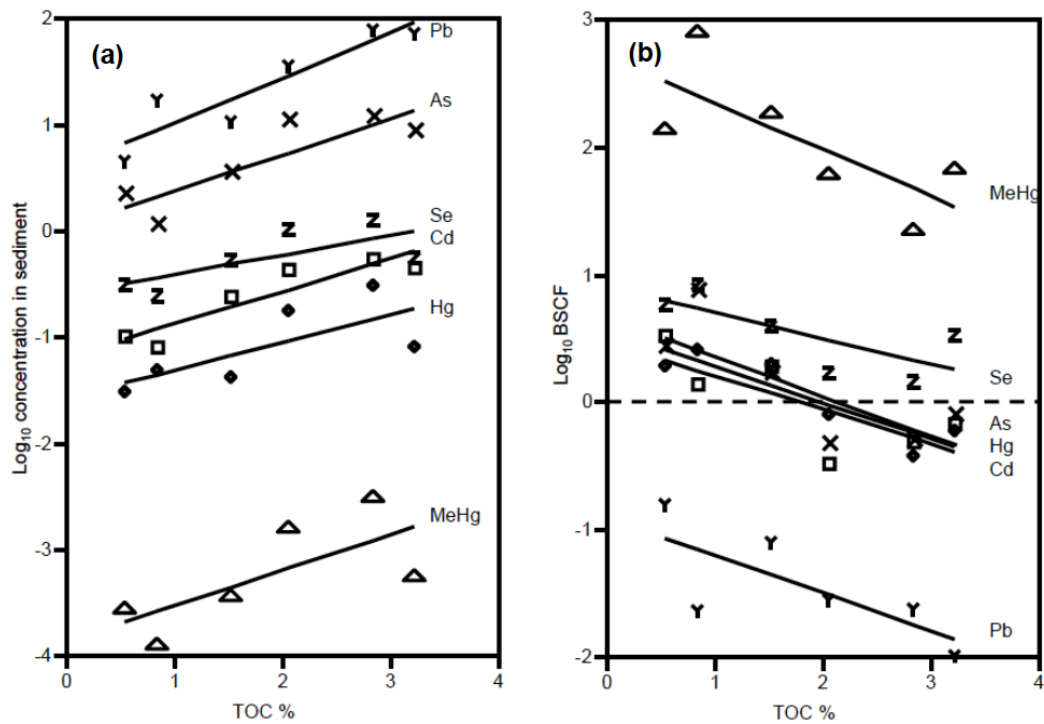 (a)
Log10 concentration in sediment
2
1
0
-1
-2
-3
-4
Pb
As
Se
Cd
Hg
MeHg
0 1 2 3 4
TOC %
(b)
Log10 BSCF
3
2
1
0
-1
-2
MeHg
Se
As
Hg
Cd
Pb
0 1 2 3 4
TOC %